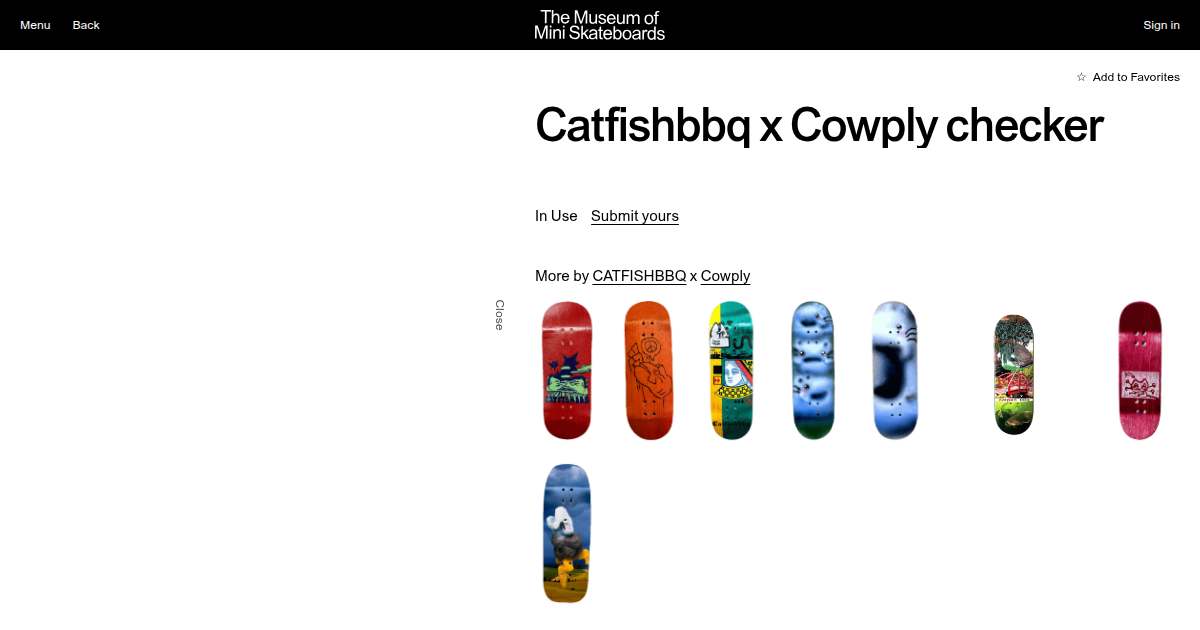 Menu
Back
The Museum of
Mini Skateboards
Sign in
☆ Add to Favorites
Catfishbbq x Cowply checker
In Use Submit yours
More by CATFISHBBQ x Cowply
Close